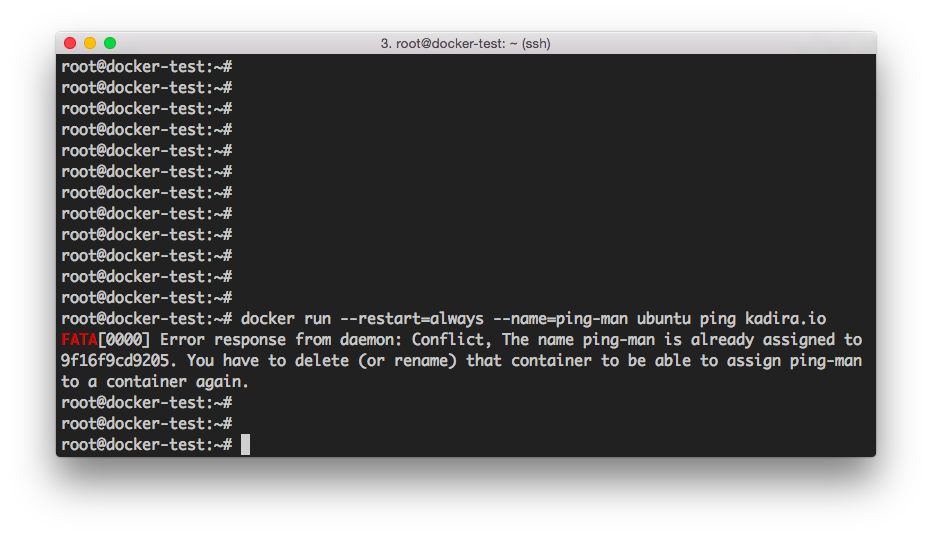 3. root@docker-test: ~ (ssh)
root@docker-test:~#
root@docker-test:~#
root@docker-test:~#
root@docker-test:~#
root@docker-test:~#
root@docker-test:~#
root@docker-test:~#
root@docker-test:~#
root@docker-test:~#
root@docker-test:~#
root@docker-test:~#
root@docker-test:~#
root@docker-test:~# docker run --restart=always --name=ping-man ubuntu ping kadira.io
FATA[0000] Error response from daemon: Conflict, The name ping-man is already assigned to
9f16f9cd9205. You have to delete (or rename) that container to be able to assign ping-man
to a container again.
root@docker-test:~#
root@docker-test:~#
root@docker-test:~#